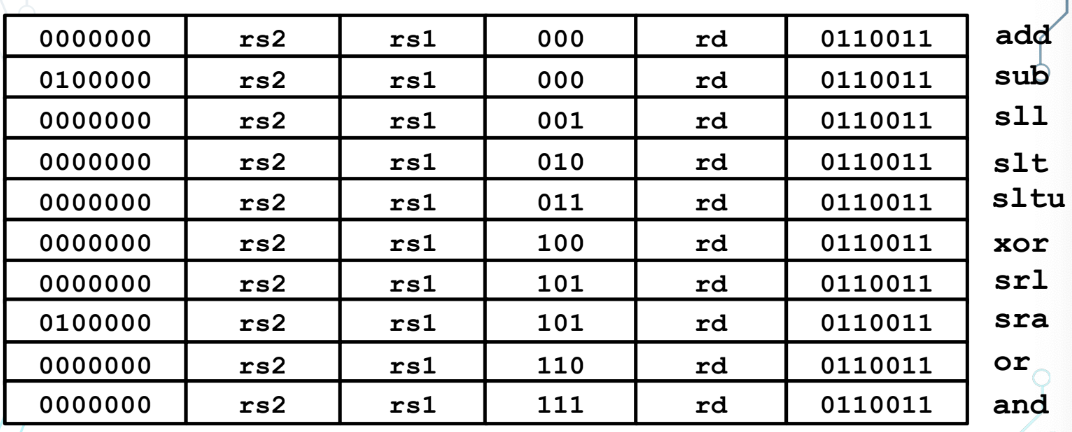 0000000 rs2 rs1 000 rd 0110011 add
0100000 rs2 rs1 000 rd 0110011 sub
0000000 rs2 rs1 001 rd 0110011 sll
0000000 rs2 rs1 010 rd 0110011 slt
0000000 rs2 rs1 011 rd 0110011 sltu
0000000 rs2 rs1 100 rd 0110011 xor
0000000 rs2 rs1 101 rd 0110011 srl
0100000 rs2 rs1 101 rd 0110011 sra
0000000 rs2 rs1 110 rd 0110011 or
0000000 rs2 rs1 111 rd 0110011 and